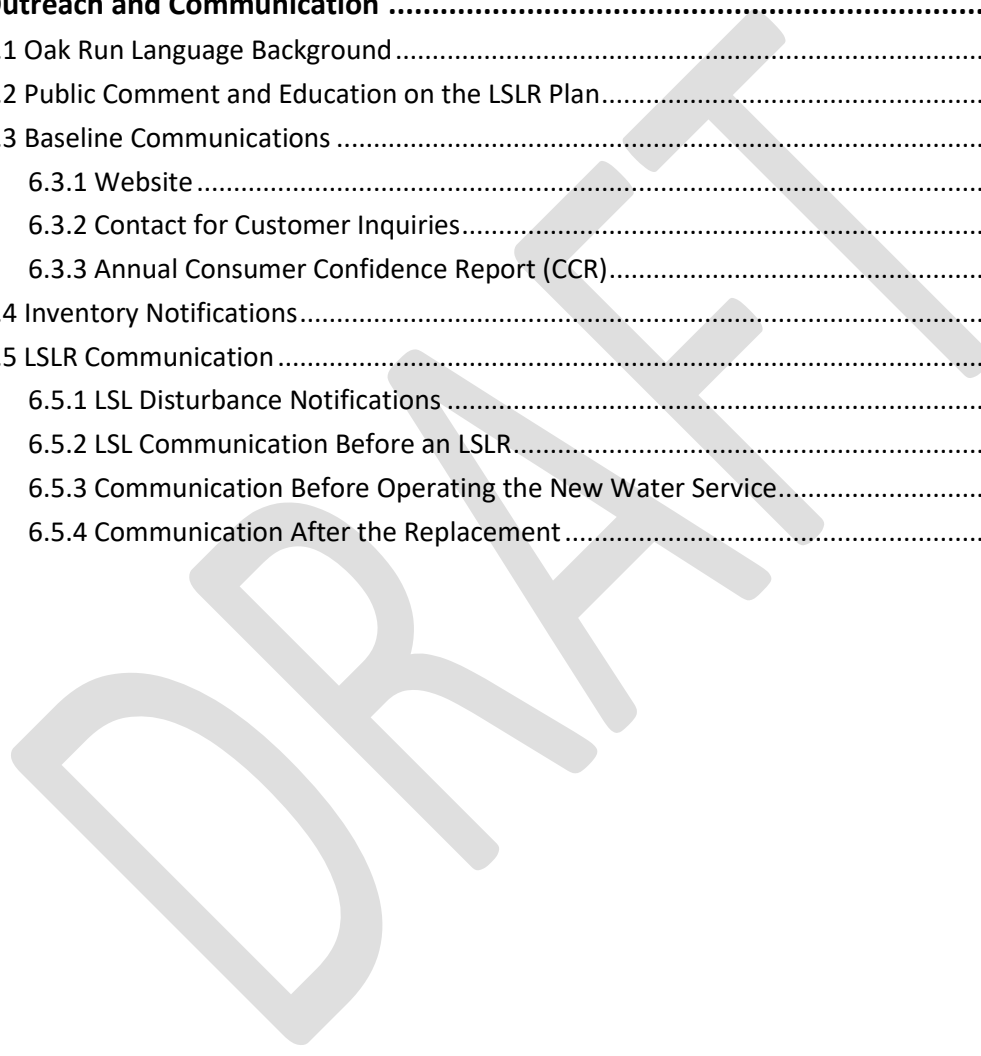 Outreach and Communication ..........................................................................
.1 Oak Run Language Background..........................................................................
.2 Public Comment and Education on the LSLR Plan................................................
.3 Baseline Communications ................................................................................
6.3.1 Website..........................................................................................................
6.3.2 Contact for Customer Inquiries.....................................................................
6.3.3 Annual Consumer Confidence Report (CCR)................................................
.4 Inventory Notifications.....................................................................................
.5 LSLR Communication ........................................................................................
6.5.1 LSL Disturbance Notifications .......................................................................
6.5.2 LSL Communication Before an LSLR..............................................................
6.5.3 Communication Before Operating the New Water Service...........................
6.5.4 Communication After the Replacement ........................................................
DRAFT